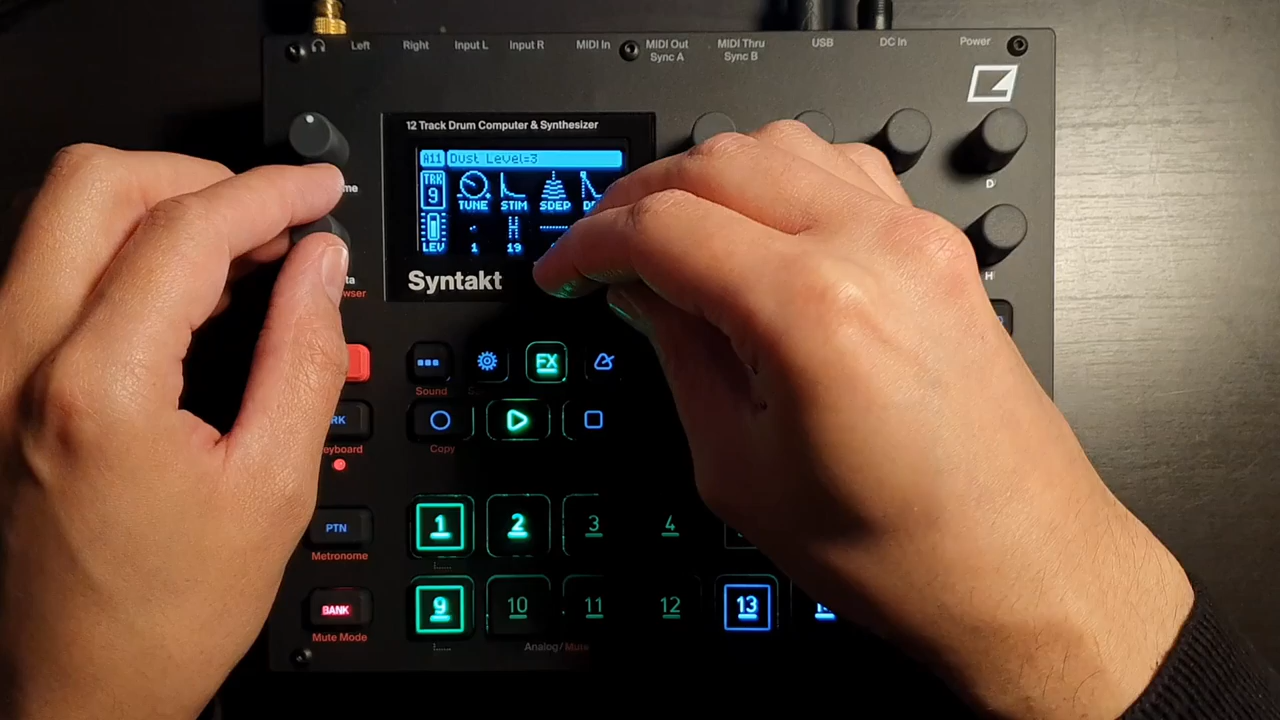 Left Right Input L Input R MIDI In MIDI Out MIDI Thru USB DC In Power
Sync A Sync B
12 Track Drum Computer & Synthesizer
A11 Dust Level=3
TRK
9
TUNE STIM SDEP
LEV 1 19
Syntakt
D
H
FX
Sound
Copy
PTN
Metronome
BANK
Mute Mode
1 2 3 4
9 10 11 12 13
Analog/Mute